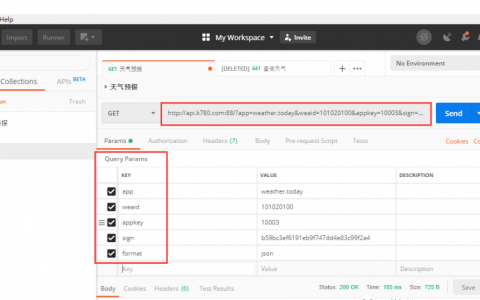 Help
Import
Runner
My Workspace
Invite
Collections
APIs BETA
Trash
GET 天气预报
[DELETED] GET 查询天气
No Environment
天气预报
GET
http://api.k780.com:88/?app=weather.today&weaid=101020100&appkey=10003&sign=...
Send
Params
Authorization
Headers (7)
Body
Pre-request Script
Tests
Cookies
Query Params
KEY VALUE DESCRIPTION
app weather.today
weaid 101020100
appkey 10003
sign b59bc3ef6191eb9f747dd4e83c99f2a4
format json
Key Value Description
Body Cookies Headers (6) Test Results
Status: 280 OK Time: 185 ms Size: 725 B
Save